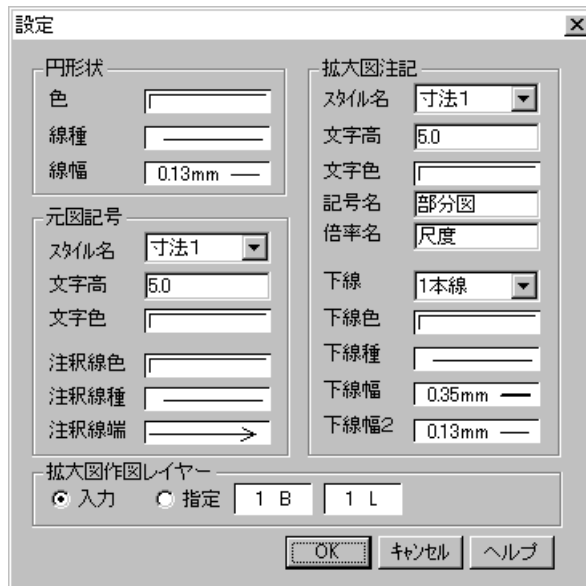 設定
円形状
色
線種
線幅 0.13mm
元図記号
ｽﾀｲﾙ名 寸法1
文字高 5.0
文字色
注釈線色
注釈線種
注釈線端
拡大図注記
ｽﾀｲﾙ名 寸法1
文字高 5.0
文字色
記号名 部分図
倍率名 尺度
下線 1本線
下線色
下線種
下線幅 0.35mm
下線幅2 0.13mm
拡大図作図レイヤー
入力 指定 1 B 1 L
OK ｷｬﾝｾﾙ ヘルプ